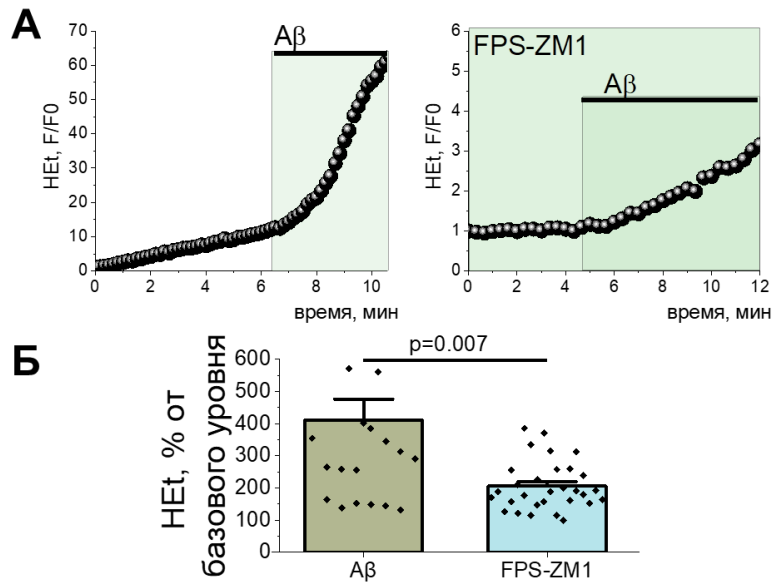 А
HEt, F/F0
70
60
50
40
30
20
10
0
Aβ
0 2 4 6 8 10
время, мин
HEt, F/F0
6
5
4
3
2
1
0
FPS-ZM1
Aβ
0 2 4 6 8 10 12
время, мин
Б
HEt, % от
базового уровня
600
500
400
300
200
100
0
p=0.007
Aβ
FPS-ZM1